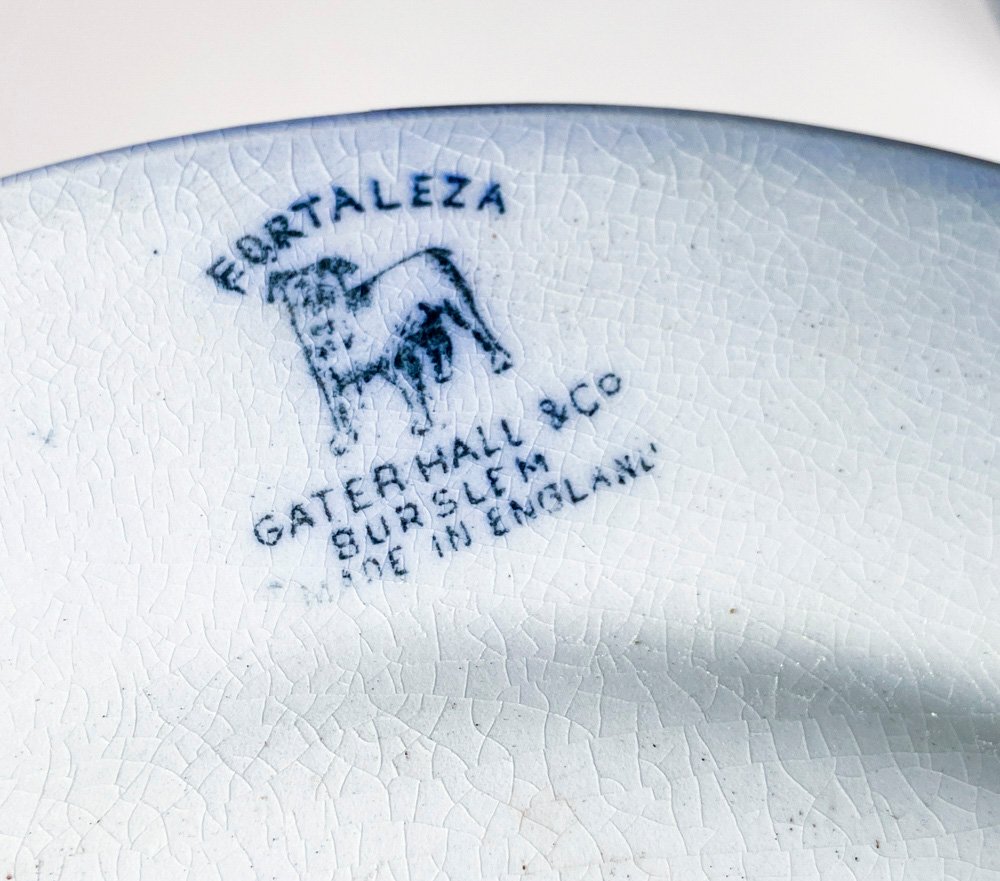 FORTALEZA
GATER HALL & Co
BURSLEM
MADE IN ENGLAND